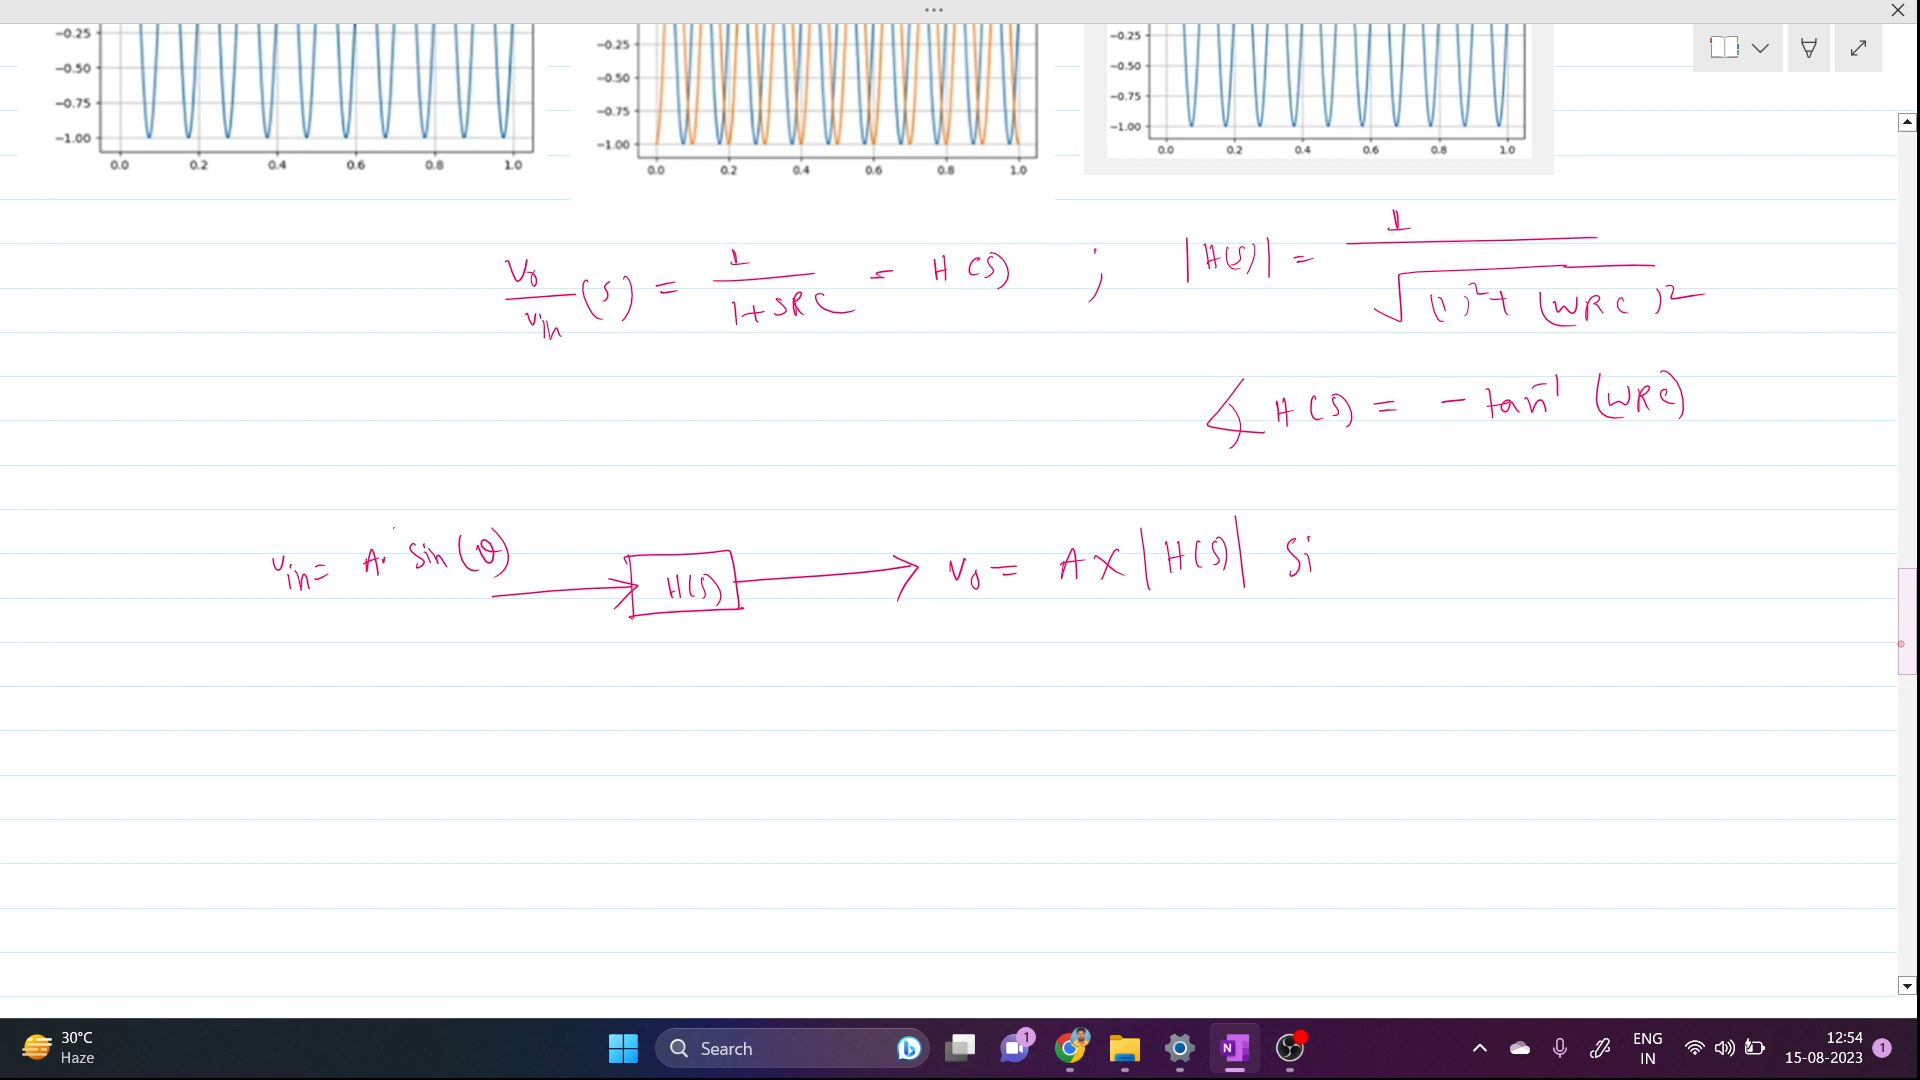 -0.25
-0.50
-0.75
-1.00
0.0 0.2 0.4 0.6 0.8 1.0
-0.25
-0.50
-0.75
-1.00
0.0 0.2 0.4 0.6 0.8 1.0
-0.25
-0.50
-0.75
-1.00
0.0 0.2 0.4 0.6 0.8 1.0
Vo/Vin (S) = 1/(1+SRC) = H(S) ; |H(S)| = 1/√((1)²+(WRC)²)
∡H(S) = -tan⁻¹(WRC)
Vin = A. Sin(θ) H(S) Vo = A X |H(S)| Si
30°C
Haze
Search
1
N
ENG
IN
12:54
15-08-2023
1